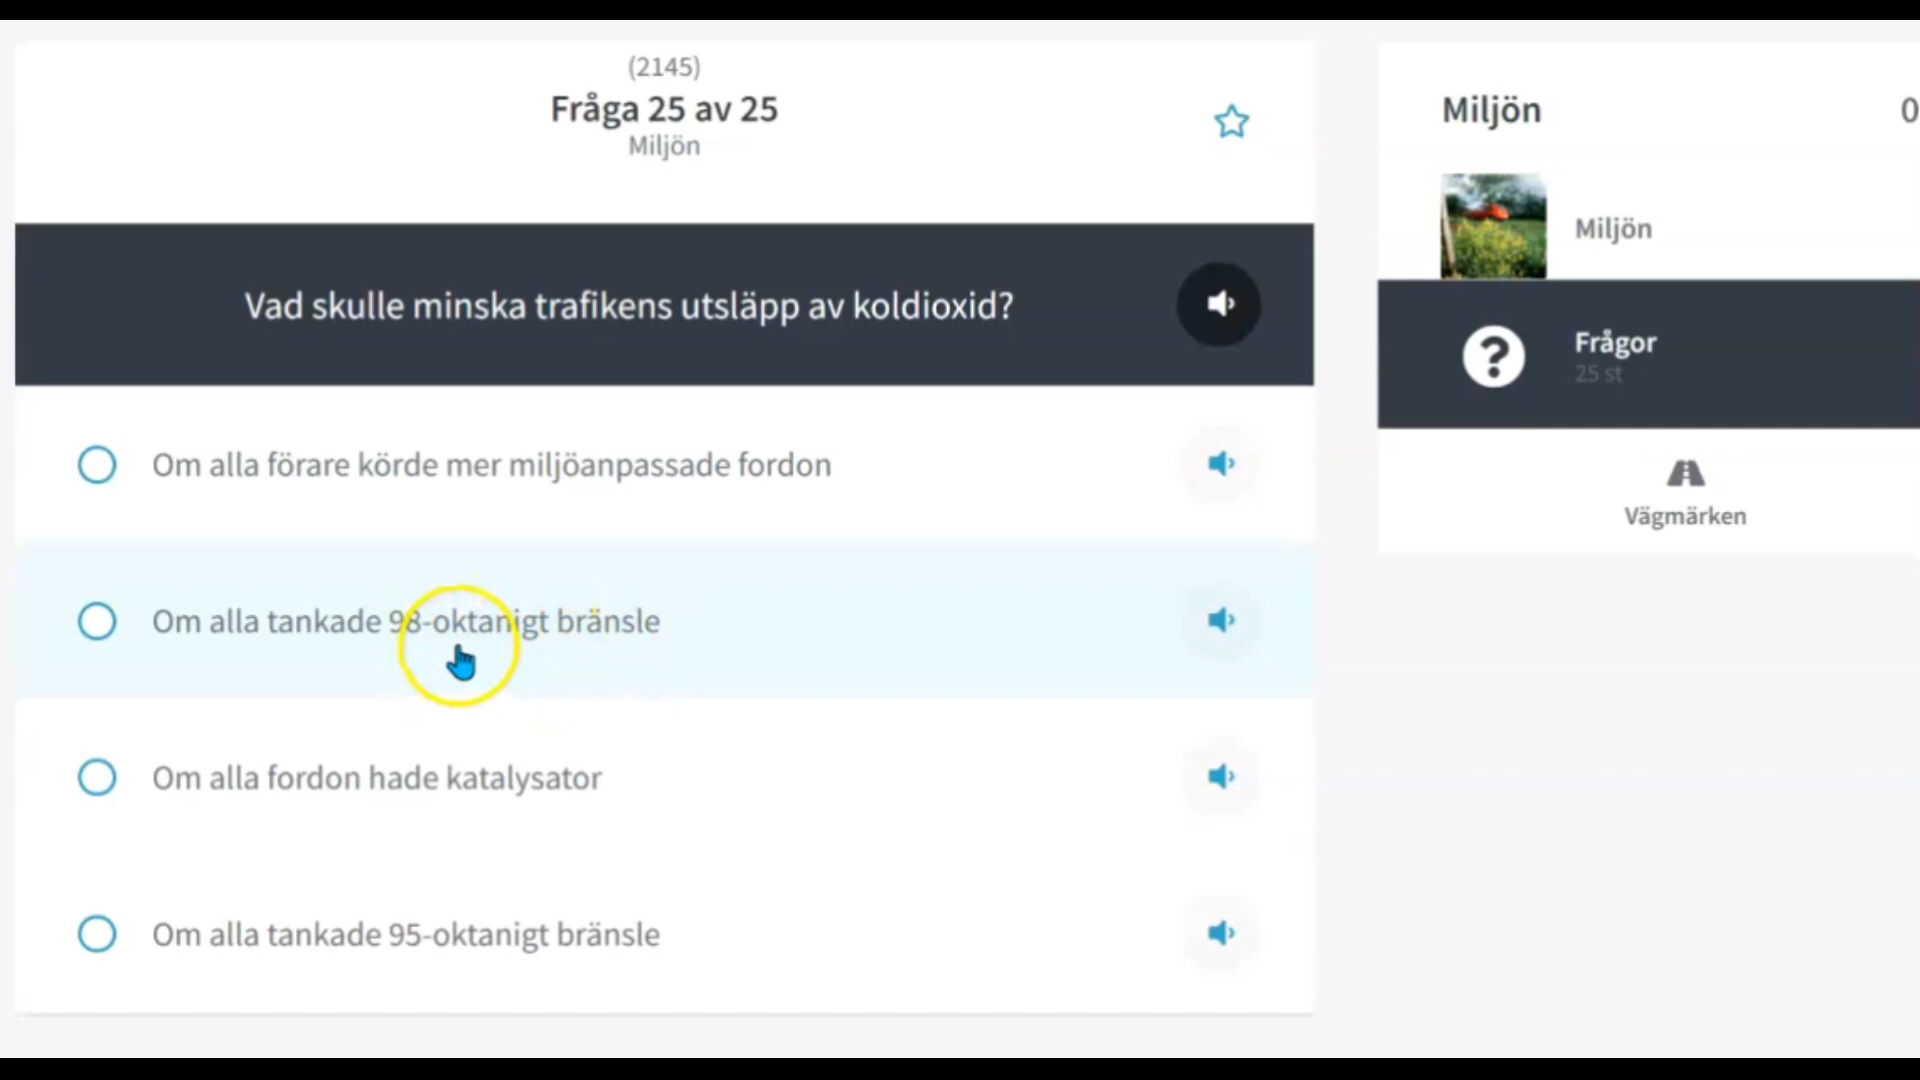 (2145)
Fråga 25 av 25
Miljön
Vad skulle minska trafikens utsläpp av koldioxid?
Om alla förare körde mer miljöanpassade fordon
Om alla tankade 98-oktanigt bränsle
Om alla fordon hade katalysator
Om alla tankade 95-oktanigt bränsle
Miljön 0
Miljön
Frågor
25 st
Vägmärken